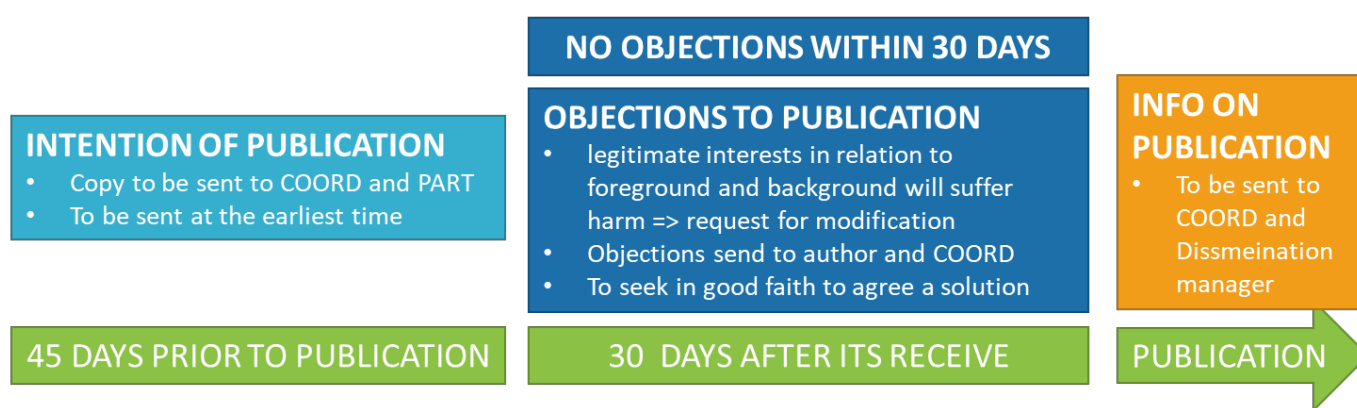 NO OBJECTIONS WITHIN 30 DAYS
INTENTION OF PUBLICATION
• Copy to be sent to COORD and PART
• To be sent at the earliest time
OBJECTIONS TO PUBLICATION
• legitimate interests in relation to
foreground and background will suffer
harm => request for modification
• Objections send to author and COORD
• To seek in good faith to agree a solution
INFO ON
PUBLICATION
• To be sent to
COORD and
Dissmeination
manager
45 DAYS PRIOR TO PUBLICATION
30 DAYS AFTER ITS RECEIVE
PUBLICATION